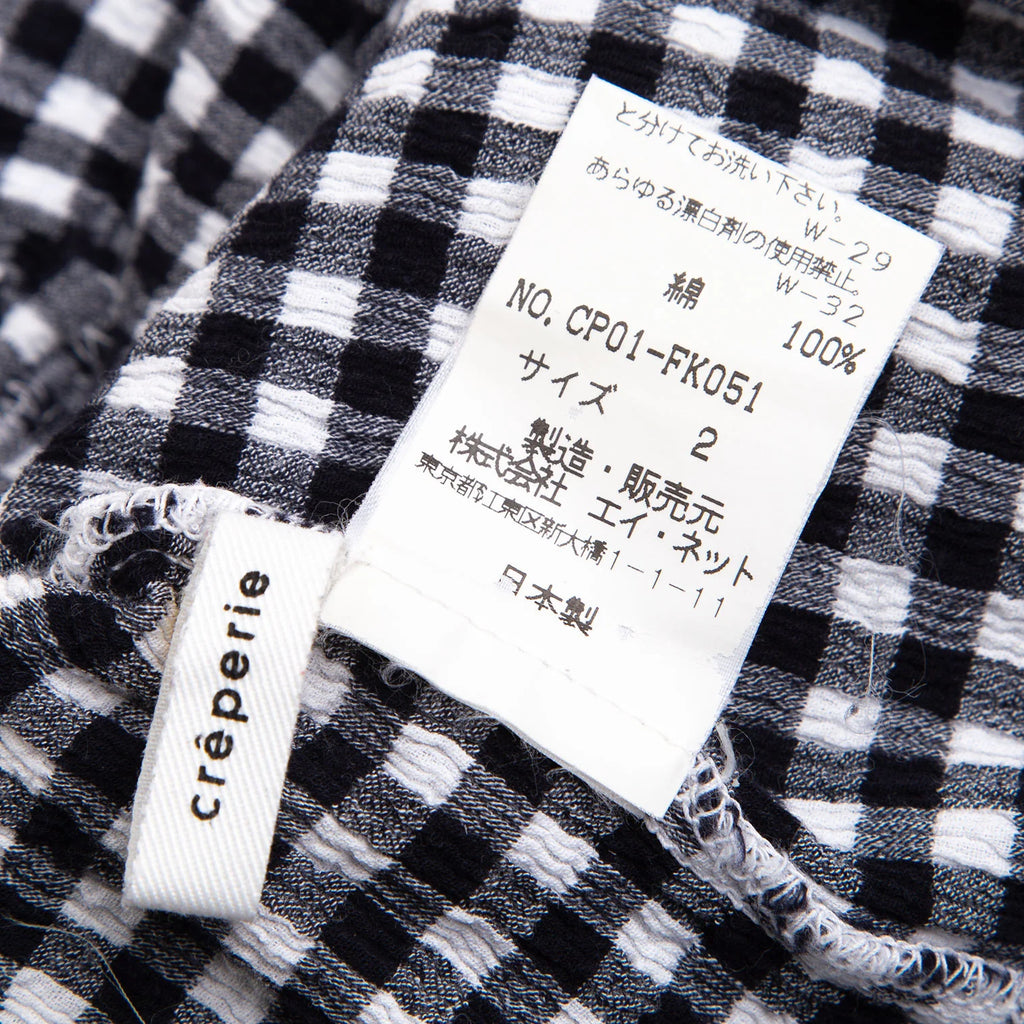 と分けてお洗い下さい。
W-29
あらゆる漂白剤の使用禁止。
W-32
綿 100%
NO. CP01-FK051
サイズ 2
製造・販売元
株式会社 エイ・ネット
東京都江東区新大橋1-1-11
日本製
crêperie